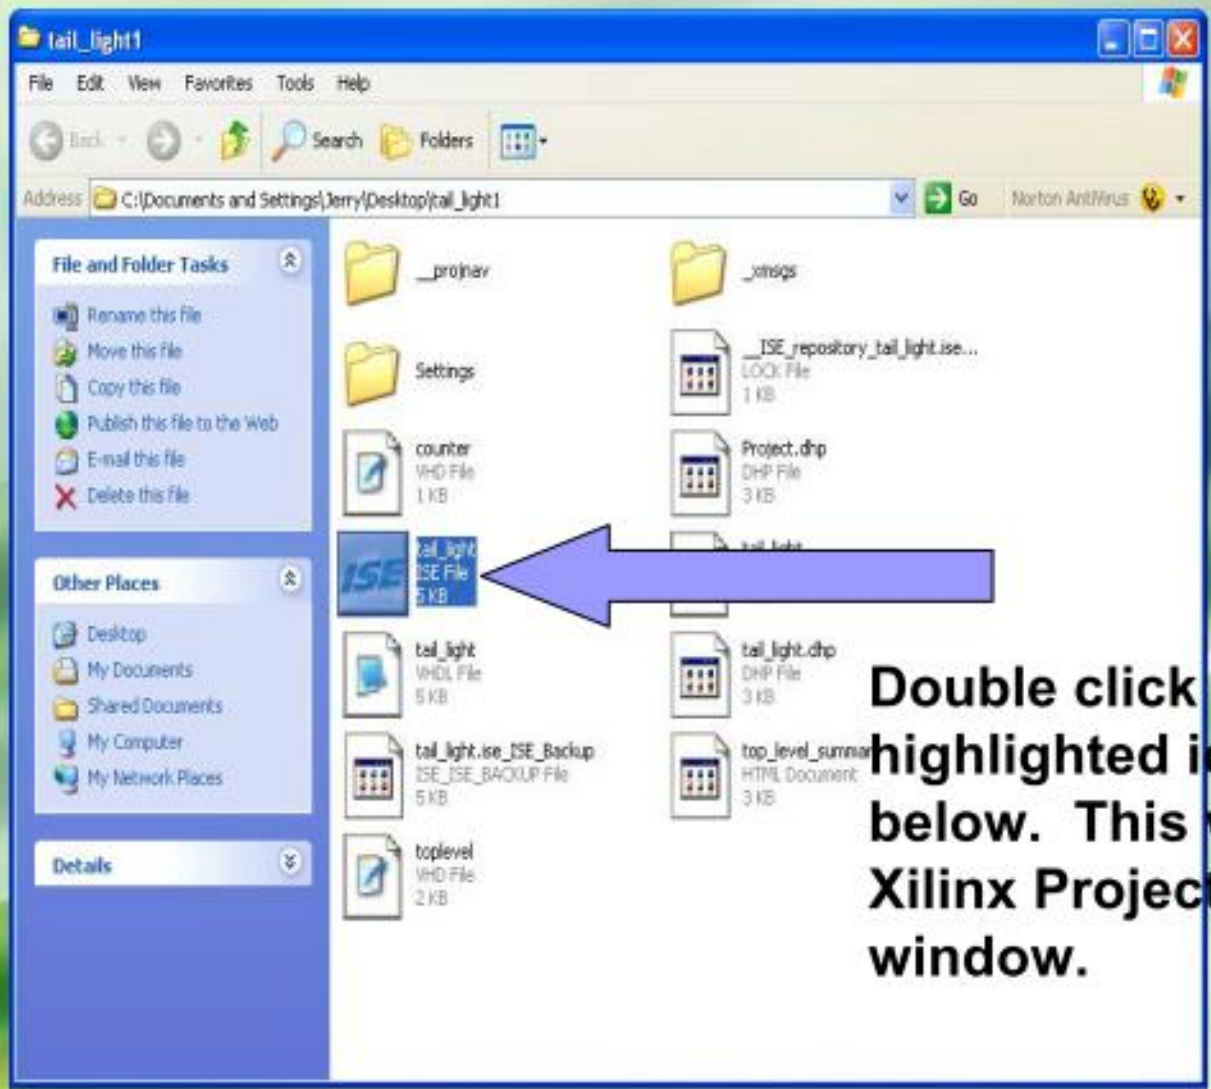 tail_light1
File Edit View Favorites Tools Help
Back Search Folders
Address C:\Documents and Settings\Jerry\Desktop\tail_light1 Go Norton AntiVirus
File and Folder Tasks
Rename this file
Move this file
Copy this file
Publish this file to the Web
E-mail this file
Delete this file
Other Places
Desktop
My Documents
Shared Documents
My Computer
My Network Places
Details
__projnav
_xmsgs
Settings
__ISE_repository_tail_light.ise...
LOCK File
1 KB
counter
VHD File
1 KB
Project.dhp
DHP File
3 KB
ISE
tail_light
ISE File
5 KB
tail_light
tail_light
VHDL File
5 KB
tail_light.dhp
DHP File
3 KB
tail_light.ise_ISE_Backup
ISE_ISE_BACKUP File
5 KB
top_level_summar
HTML Document
3 KB
toplevel
VHD File
2 KB
Double click
highlighted
below. This
Xilinx Project
window.